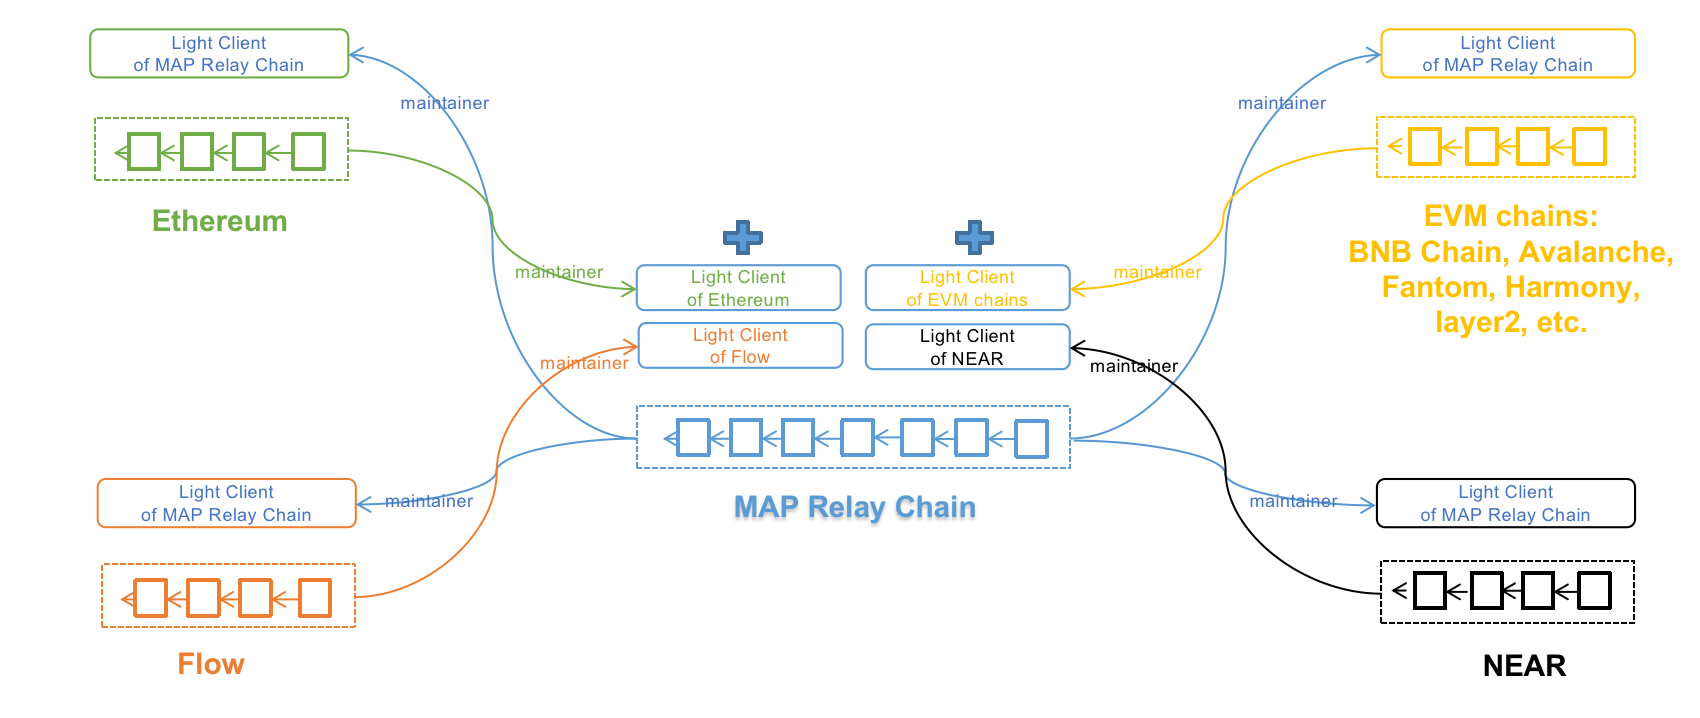 Light Client
of MAP Relay Chain
Light Client
of MAP Relay Chain
maintainer
maintainer
Ethereum
EVM chains:
BNB Chain, Avalanche,
Fantom, Harmony,
layer2, etc.
maintainer
Light Client
of Ethereum
Light Client
of EVM chains
maintainer
maintainer
Light Client
of Flow
Light Client
of NEAR
maintainer
Light Client
of MAP Relay Chain
maintainer
MAP Relay Chain
maintainer
Light Client
of MAP Relay Chain
Flow
NEAR